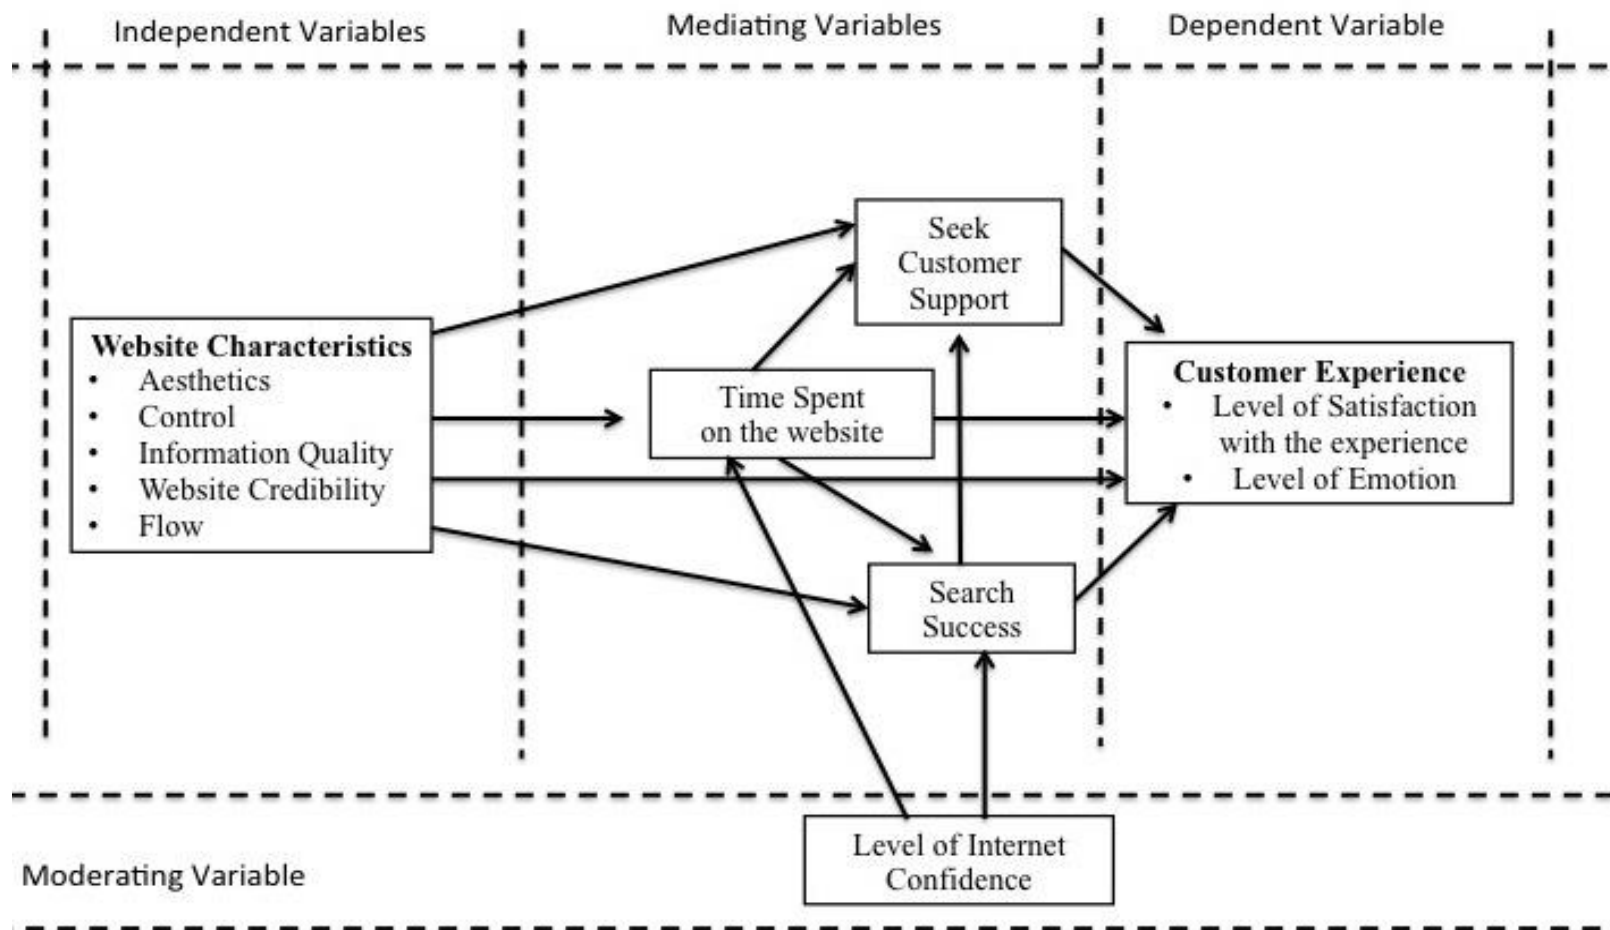 Independent Variables
Mediating Variables
Dependent Variable
Seek
Customer
Support
Website Characteristics
• Aesthetics
• Control
• Information Quality
• Website Credibility
• Flow
Time Spent
on the website
Customer Experience
• Level of Satisfaction
with the experience
• Level of Emotion
Search
Success
Level of Internet
Confidence
Moderating Variable